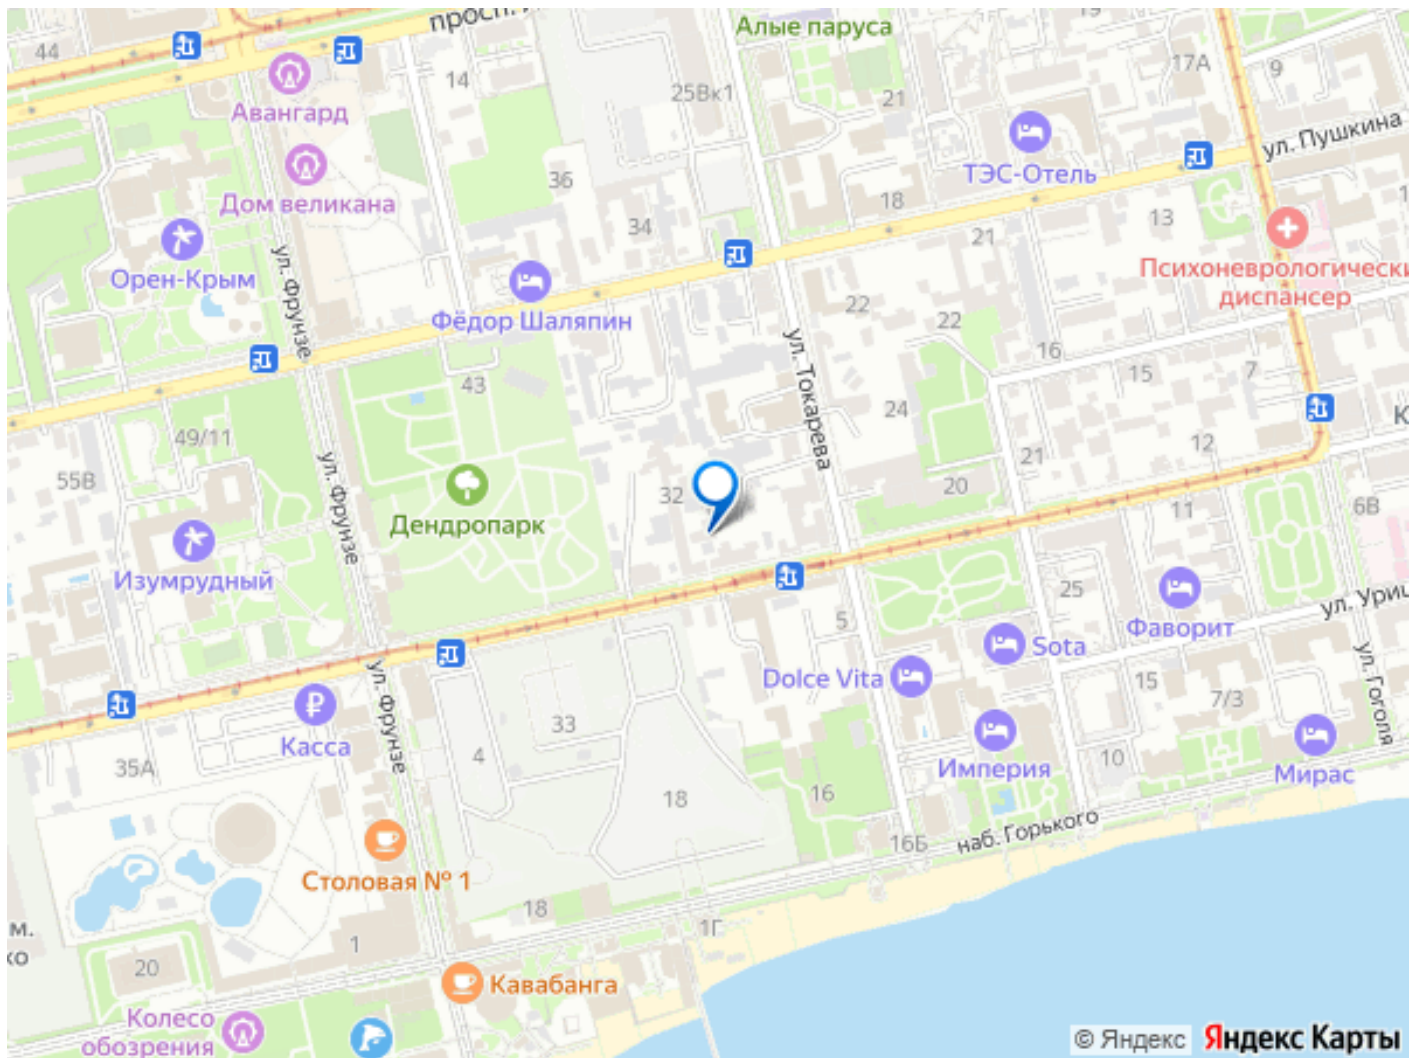 44
просп.
Алые паруса
19
17А
9
14
25Вк1
21
Авангард
ул. Пушкина
ТЭС-Отель
Дом великана
36
34
18
13
21
Орен-Крым
Психоневрологически
диспансер
Фёдор Шаляпин
ул. Фрунзе
22
22
ул. Токарева
16
15
7
43
24
49/11
12
55В
32
21
20
ул. Фрунзе
Дендропарк
11
6В
К
Изумрудный
25
ул. Уриц
Фаворит
5
Sota
Dolce Vita
ул. Фрунзе
15
7/3
ул. Гоголя
33
Касса
4
35А
Империя
10
Мирас
18
16
16Б
наб. Горького
Столовая № 1
18
1Г
м.
ко
1
20
Кавабанга
Колесо
обозрения
© Яндекс Яндекс Карты